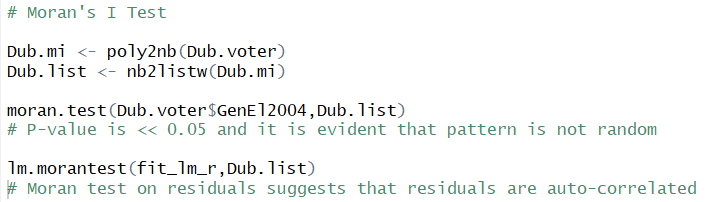 # Moran's I Test
Dub.mi <- poly2nb(Dub.voter)
Dub.list <- nb2listw(Dub.mi)
moran.test(Dub.voter$GenEl2004,Dub.list)
# P-value is << 0.05 and it is evident that pattern is not random
lm.morantest(fit_lm_r,Dub.list)
# Moran test on residuals suggests that residuals are auto-correlated